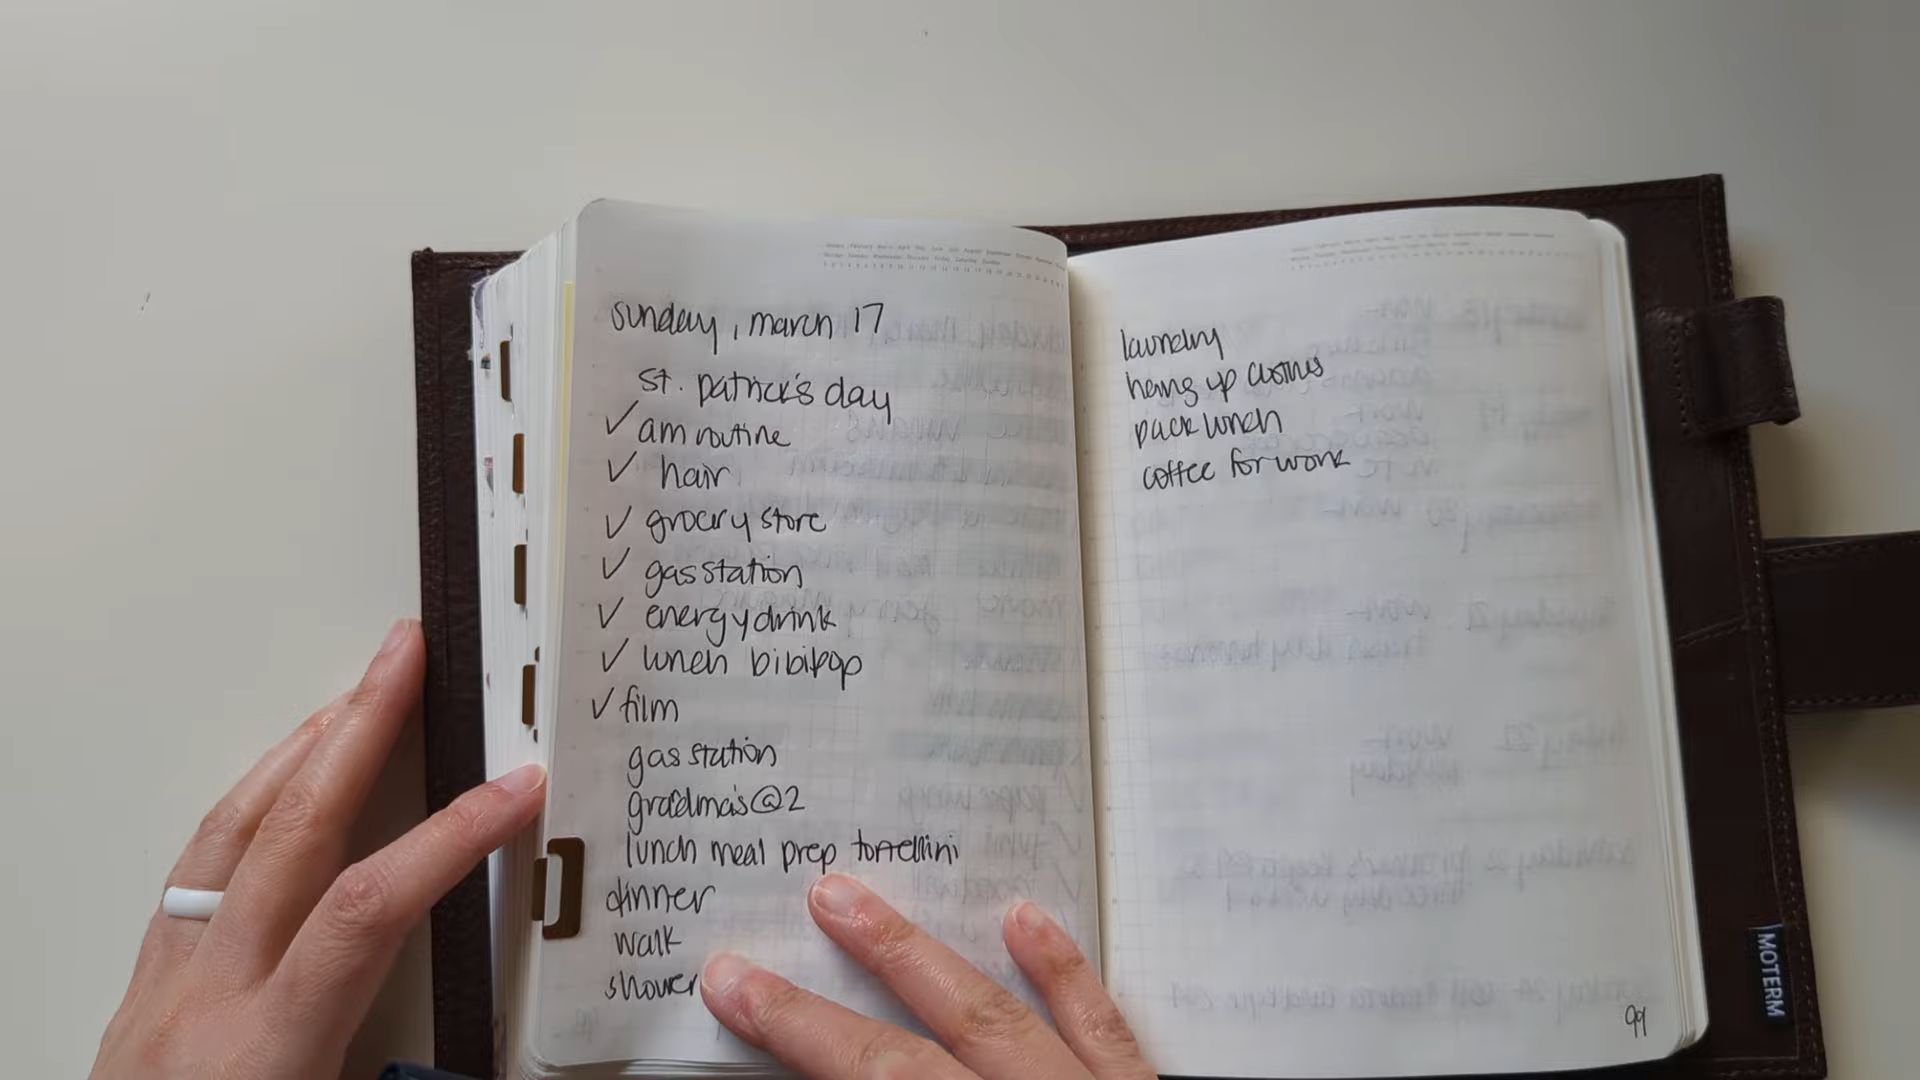 sunday, march 17
st. patrick's day
✓ am routine
✓ hair
✓ grocery store
✓ gas station
✓ energy drink
✓ lunch bibibop
✓ film
gas station
grandma's @ 2
lunch meal prep tortellini
dinner
walk
shower
laundry
hang up clothes
pack lunch
coffee for work
99
MOTERM